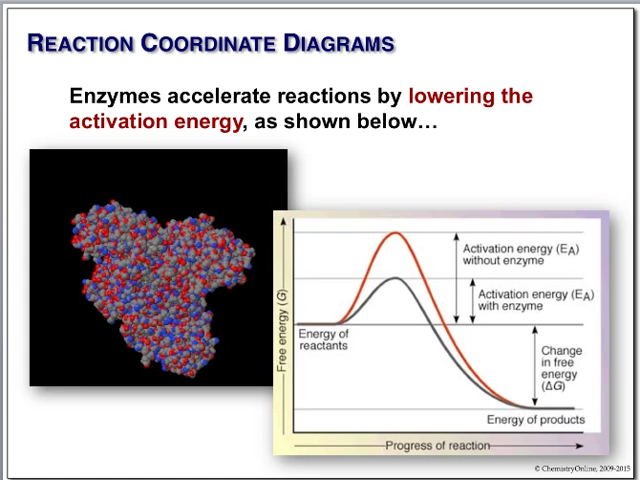 REACTION COORDINATE DIAGRAMS
Enzymes accelerate reactions by lowering the
activation energy, as shown below…
Activation energy (EA)
without enzyme
Activation energy (EA)
with enzyme
Free energy (G)
Energy of
reactants
Change
in free
energy
(ΔG)
Energy of products
Progress of reaction
© ChemistryOnline, 2009-2015